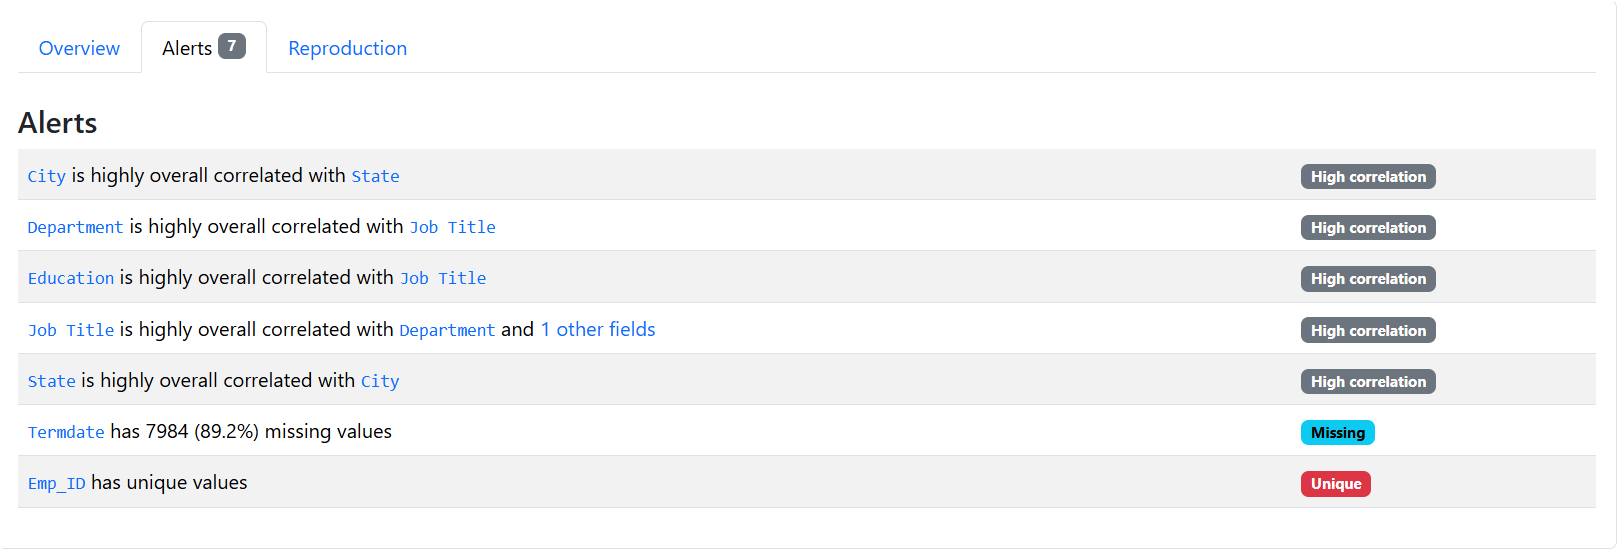 Overview Alerts 7 Reproduction
Alerts
City is highly overall correlated with State High correlation
Department is highly overall correlated with Job Title High correlation
Education is highly overall correlated with Job Title High correlation
Job Title is highly overall correlated with Department and 1 other fields High correlation
State is highly overall correlated with City High correlation
Termdate has 7984 (89.2%) missing values Missing
Emp_ID has unique values Unique